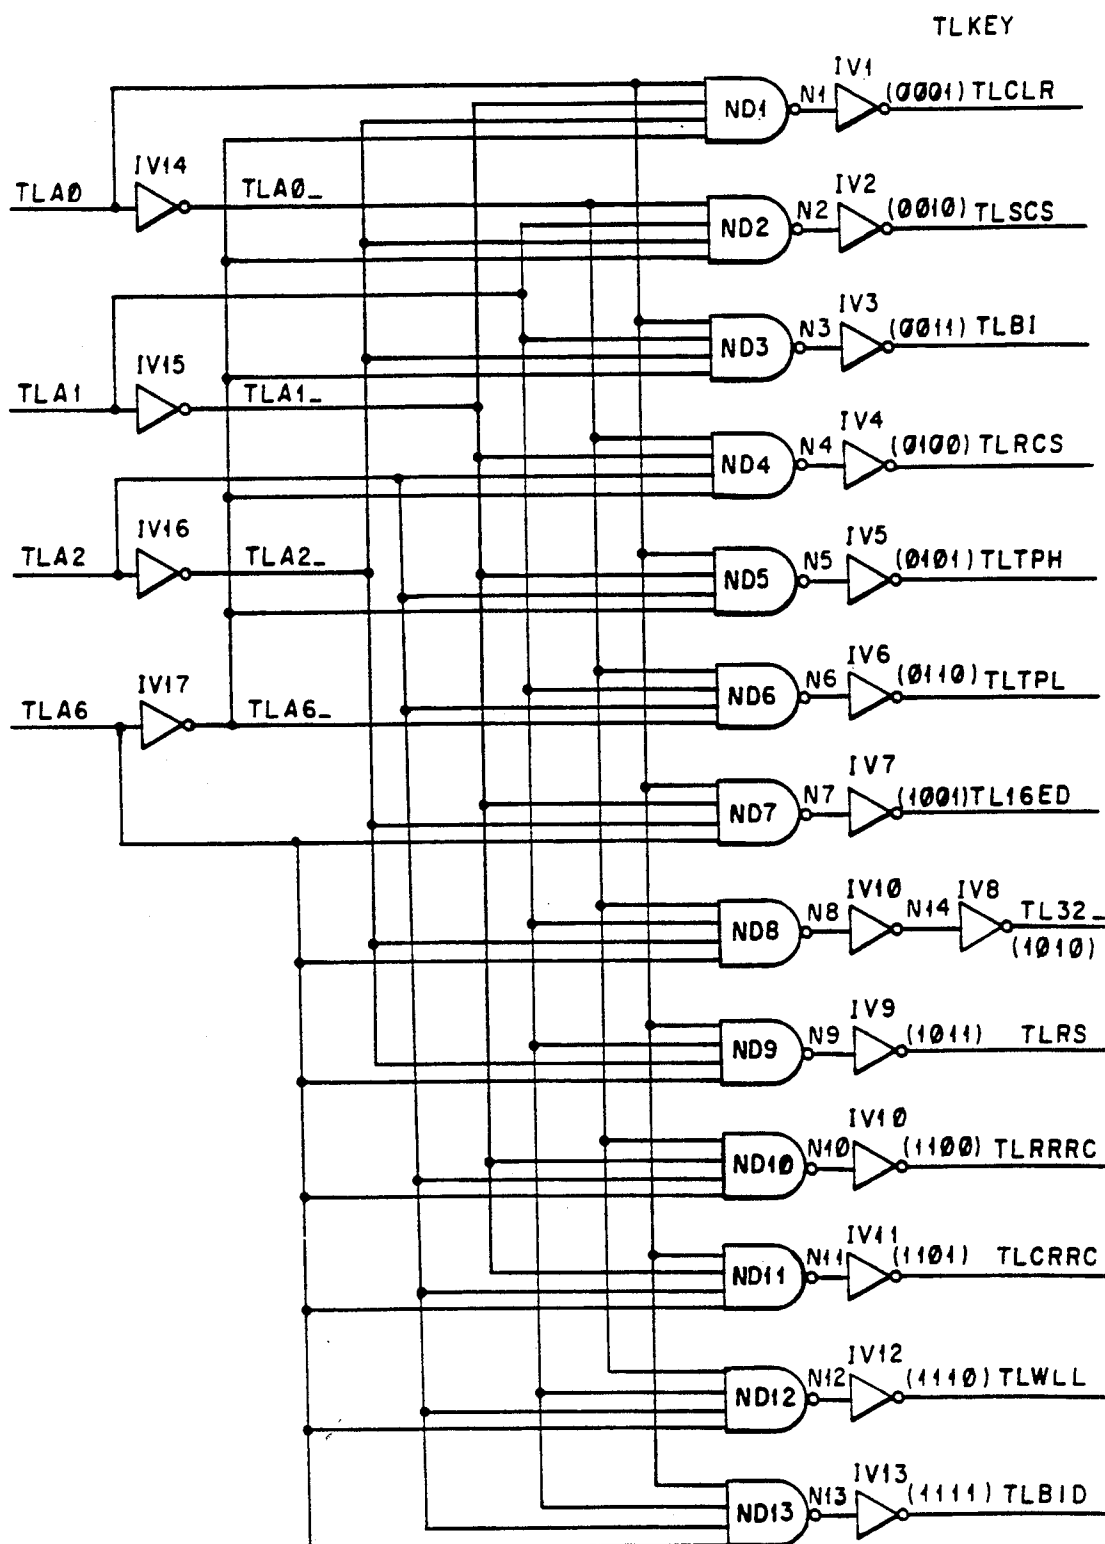 TLKEY
IV1
ND1 N1 (0001) TLCLR
IV14
TLA0 TLA0_
IV2
ND2 N2 (0010) TLSCS
IV3
ND3 N3 (0011) TLBI
IV15
TLA1 TLA1_
IV4
ND4 N4 (0100) TLRCS
IV16
TLA2 TLA2_
IV5
ND5 N5 (0101) TLTPH
IV17
TLA6 TLA6_
IV6
ND6 N6 (0110) TLTPL
IV7
ND7 N7 (1001) TL16ED
IV10 IV8
ND8 N8 N14 TL32_
(1010)
IV9
ND9 N9 (1011) TLRS
IV10
ND10 N10 (1100) TLRRRC
IV11
ND11 N11 (1101) TLCRRC
IV12
ND12 N12 (1110) TLWLL
IV13
ND13 N13 (1111) TLBID